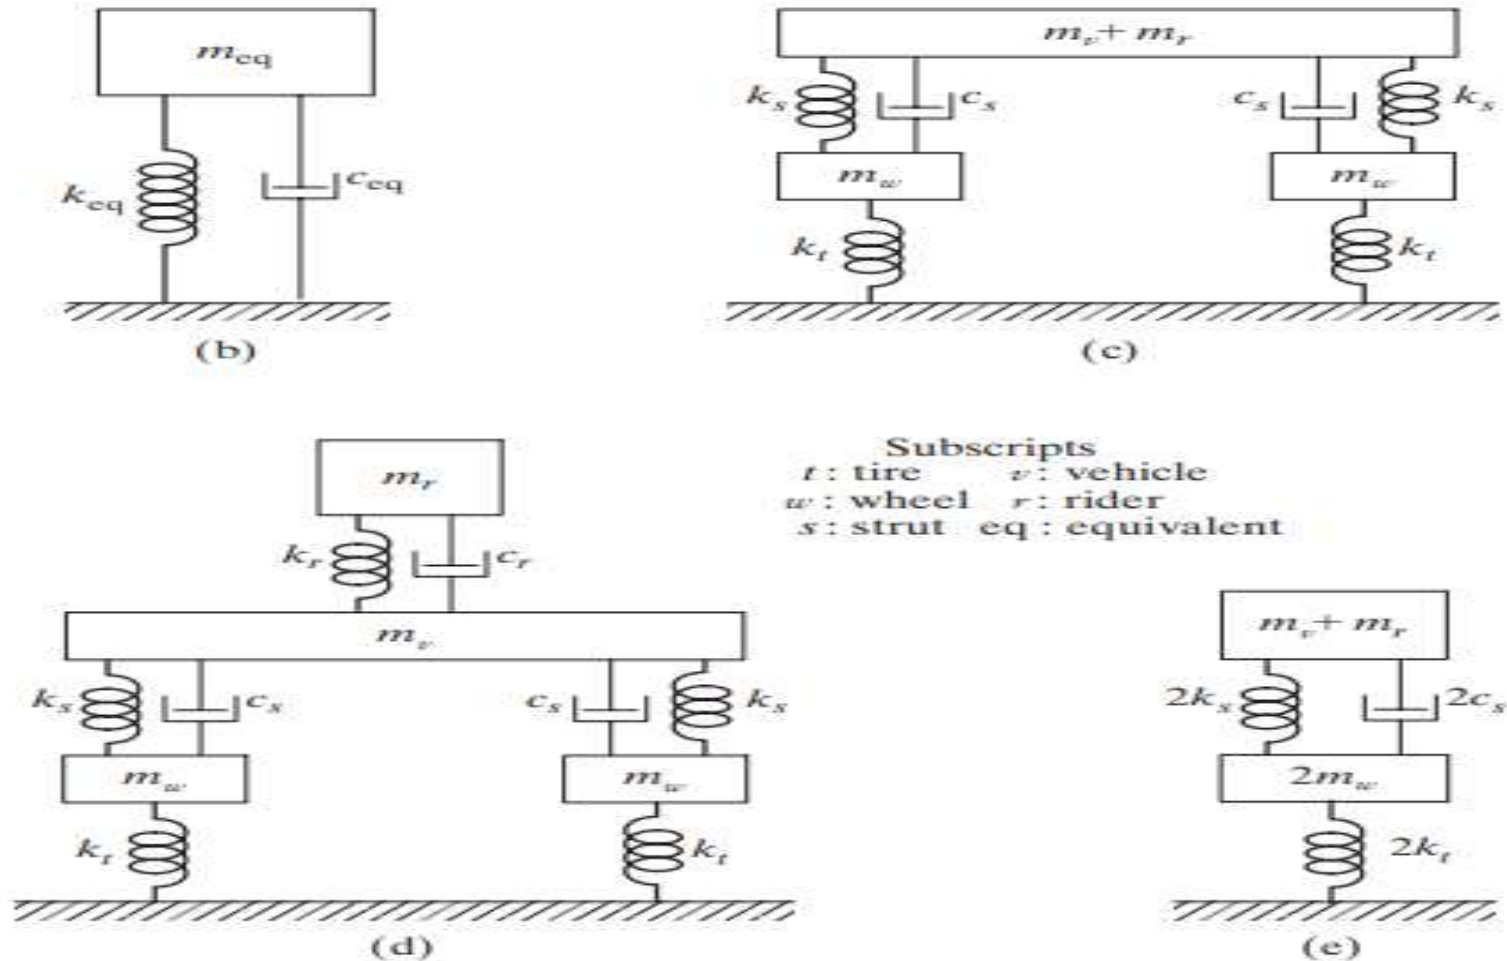 m_eq
k_eq c_eq
(b)
m_v + m_r
k_s c_s c_s k_s
m_w m_w
k_t k_t
(c)
m_r
k_r c_r
m_v
k_s c_s c_s k_s
m_w m_w
k_t k_t
(d)
Subscripts
t : tire v : vehicle
w : wheel r : rider
s : strut eq : equivalent
m_v + m_r
2k_s 2c_s
2m_w
2k_t
(e)